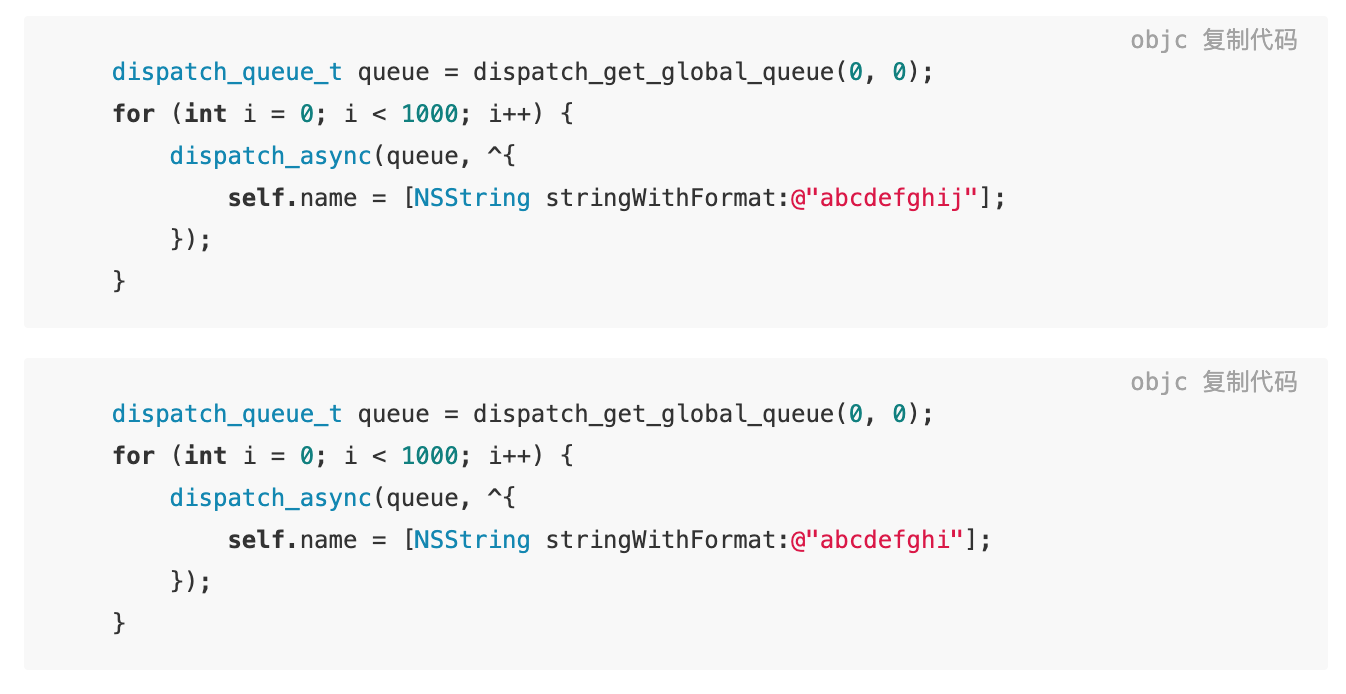 objc 复制代码
dispatch_queue_t queue = dispatch_get_global_queue(0, 0);
for (int i = 0; i < 1000; i++) {
    dispatch_async(queue, ^{
        self.name = [NSString stringWithFormat:@"abcdefghij"];
    });
}
objc 复制代码
dispatch_queue_t queue = dispatch_get_global_queue(0, 0);
for (int i = 0; i < 1000; i++) {
    dispatch_async(queue, ^{
        self.name = [NSString stringWithFormat:@"abcdefghi"];
    });
}